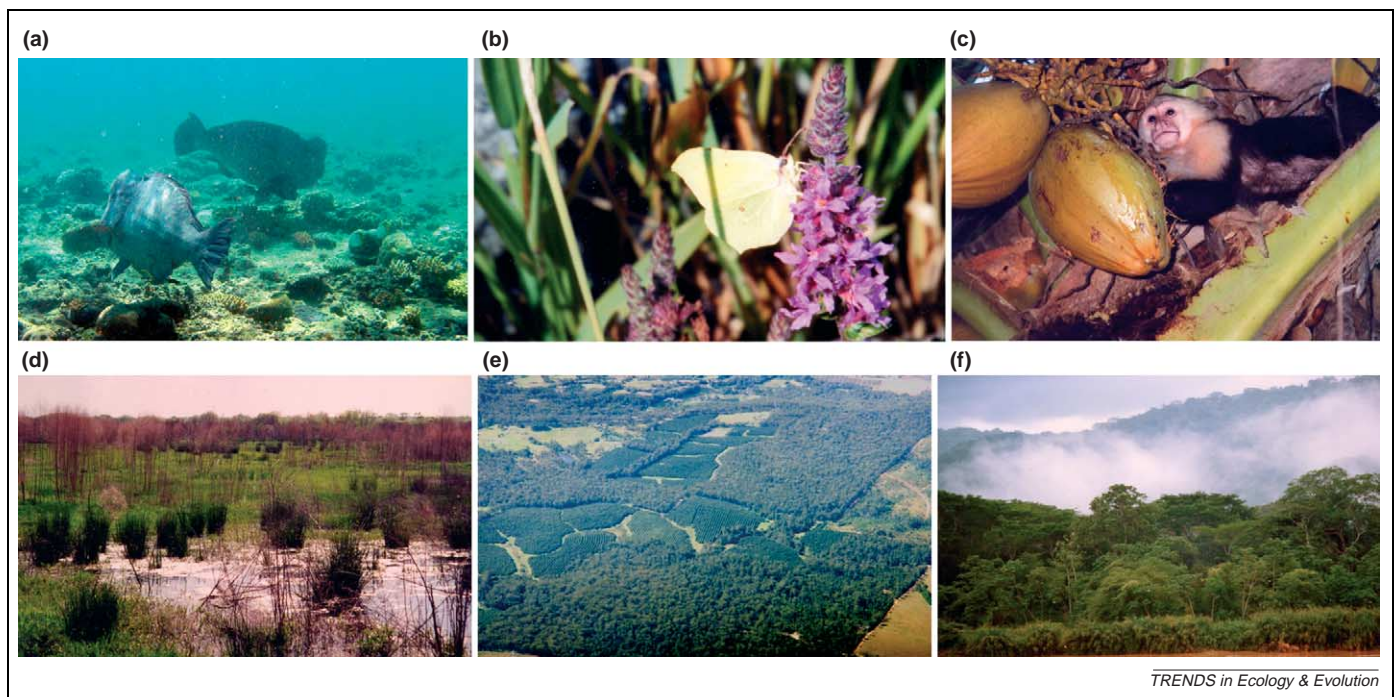 (a)
(b)
(c)
(d)
(e)
(f)
TRENDS in Ecology & Evolution